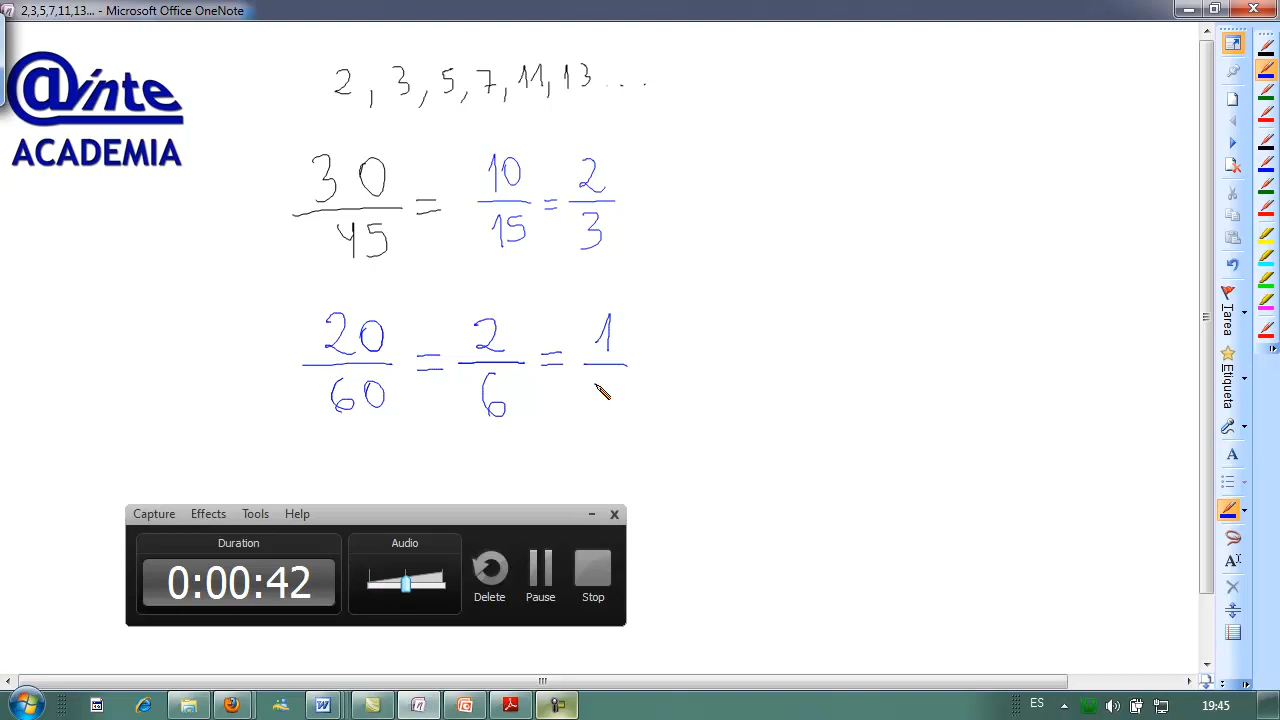 2,3,5,7,11,13... - Microsoft Office OneNote
@inte
ACADEMIA
2, 3, 5, 7, 11, 13 ...
30/45 = 10/15 = 2/3
20/60 = 2/6 = 1/
Capture Effects Tools Help
Duration
0:00:42
Audio
Delete Pause Stop
Tarea
Etiqueta
A
ES
19:45